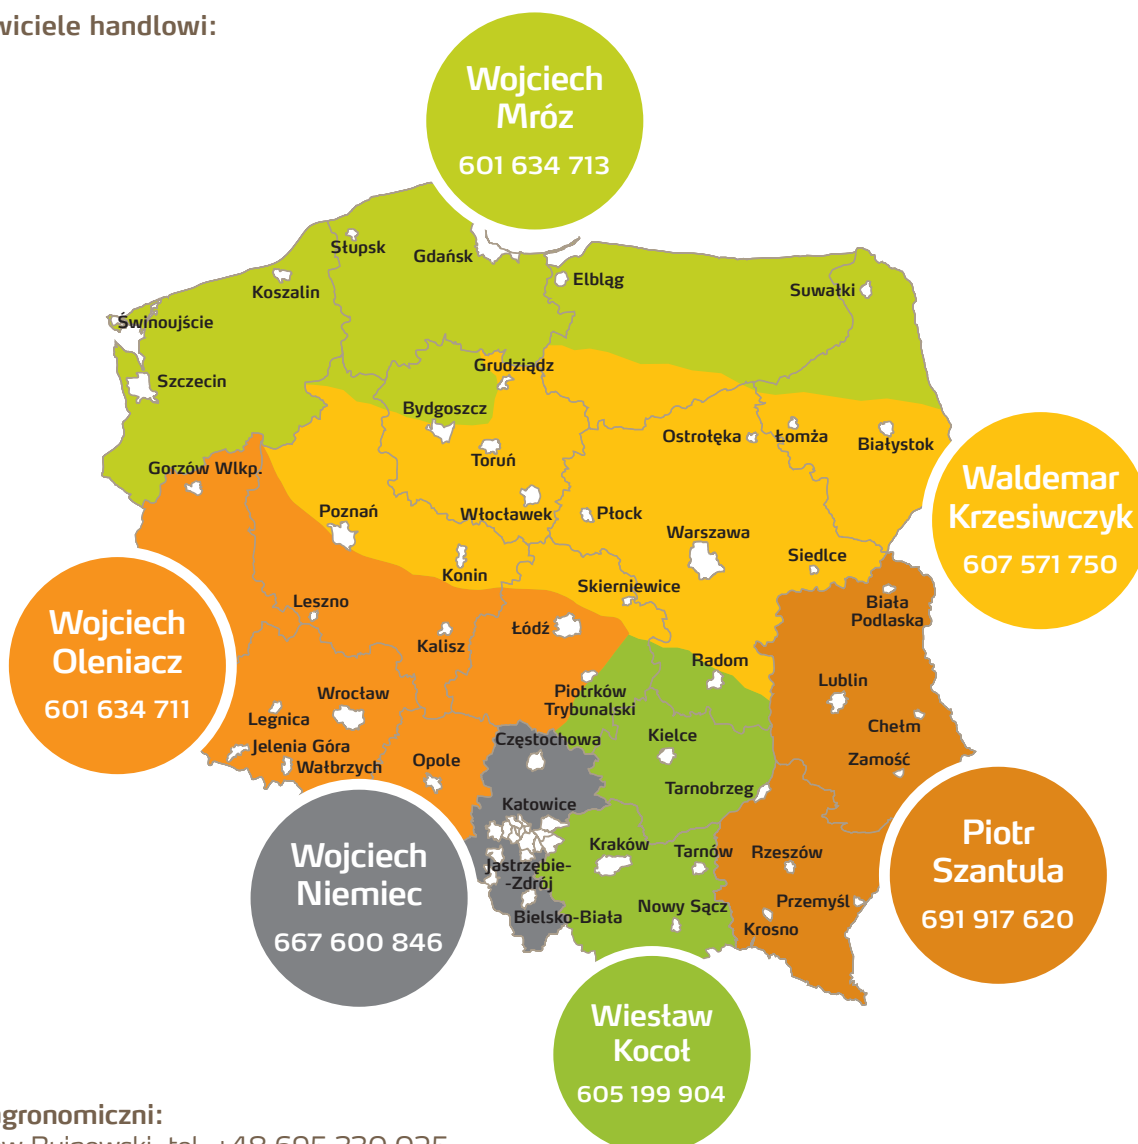 wiciele handlowi:
Wojciech
Mróz
601 634 713
Słupsk
Gdańsk
Koszalin
Elbląg
Suwałki
Świnoujście
Szczecin
Grudziądz
Bydgoszcz
Ostrołęka
Łomża
Białystok
Toruń
Gorzów Wlkp.
Waldemar
Krzesiwczyk
607 571 750
Poznań
Włocławek
Płock
Warszawa
Konin
Siedlce
Skierniewice
Leszno
Biała
Podlaska
Wojciech
Oleniacz
601 634 711
Kalisz
Łódź
Radom
Lublin
Piotrków
Trybunalski
Wrocław
Legnica
Chełm
Jelenia Góra
Wałbrzych
Opole
Częstochowa
Kielce
Zamość
Tarnobrzeg
Katowice
Wojciech
Niemiec
667 600 846
Kraków
Tarnów
Rzeszów
Piotr
Szantula
691 917 620
Jastrzębie-
-Zdrój
Bielsko-Biała
Nowy Sącz
Przemyśl
Krosno
Wiesław
Kocoł
605 199 904
gronomiczni: